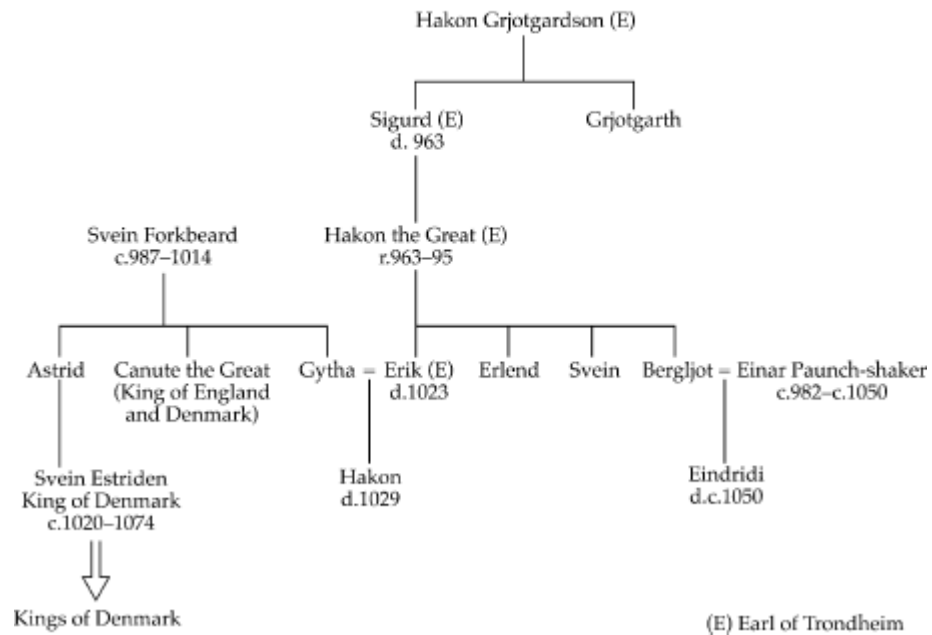 Hakon Grjotgardson (E)
Sigurd (E)
d. 963
Grjotgarth
Svein Forkbeard
c.987–1014
Hakon the Great (E)
r.963–95
Astrid
Canute the Great
(King of England
and Denmark)
Gytha = Erik (E)
d.1023
Erlend
Svein
Bergljot = Einar Paunch-shaker
c.982–c.1050
Svein Estriden
King of Denmark
c.1020–1074
Hakon
d.1029
Eindridi
d.c.1050
Kings of Denmark
(E) Earl of Trondheim